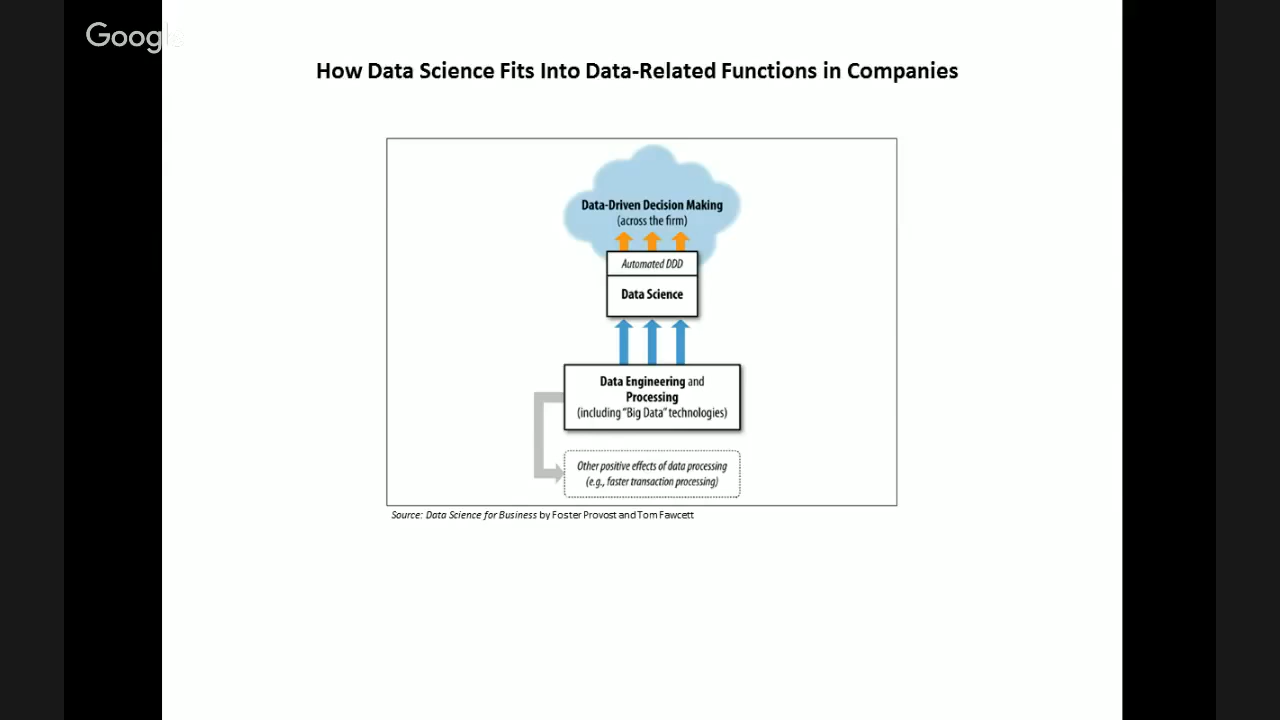 Google
How Data Science Fits Into Data-Related Functions in Companies
Data-Driven Decision Making
(across the firm)
Automated DDD
Data Science
Data Engineering and
Processing
(including “Big Data” technologies)
Other positive effects of data processing
(e.g., faster transaction processing)
Source: Data Science for Business by Foster Provost and Tom Fawcett